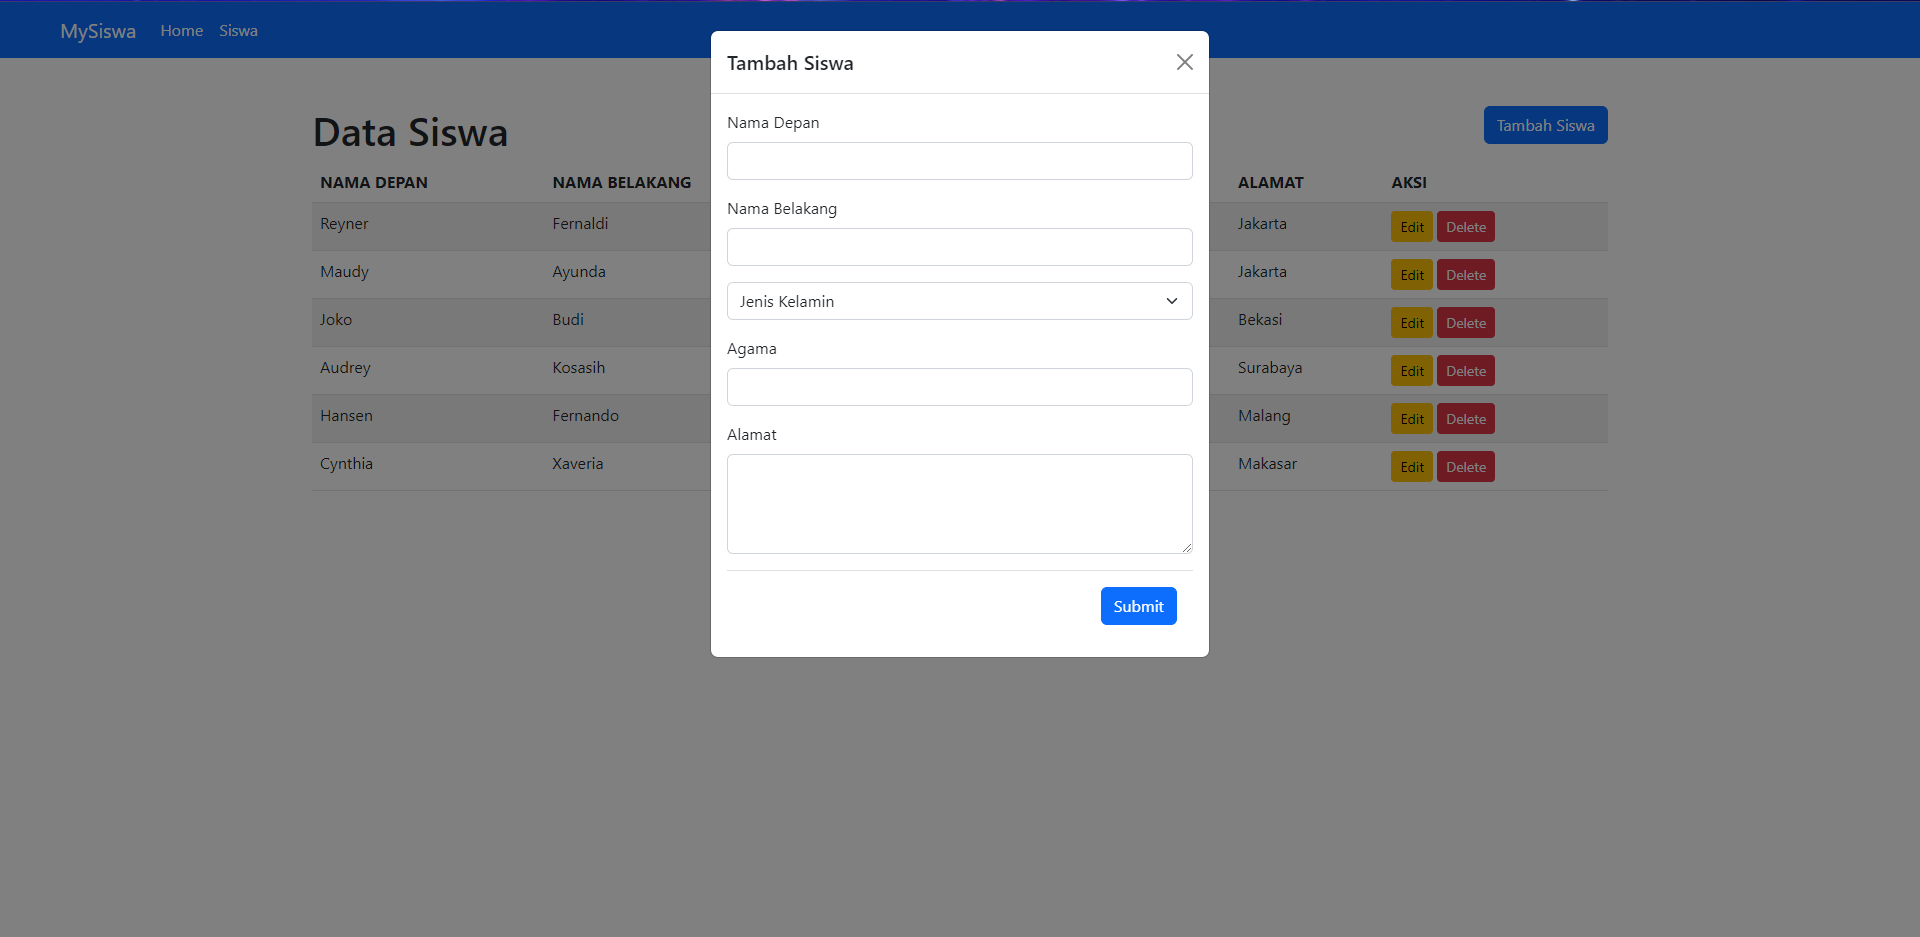 MySiswa Home Siswa
Data Siswa
Tambah Siswa
NAMA DEPAN NAMA BELAKANG ALAMAT AKSI
Reyner Fernaldi Jakarta Edit Delete
Maudy Ayunda Jakarta Edit Delete
Joko Budi Bekasi Edit Delete
Audrey Kosasih Surabaya Edit Delete
Hansen Fernando Malang Edit Delete
Cynthia Xaveria Makasar Edit Delete
Tambah Siswa
Nama Depan
Nama Belakang
Jenis Kelamin
Agama
Alamat
Submit